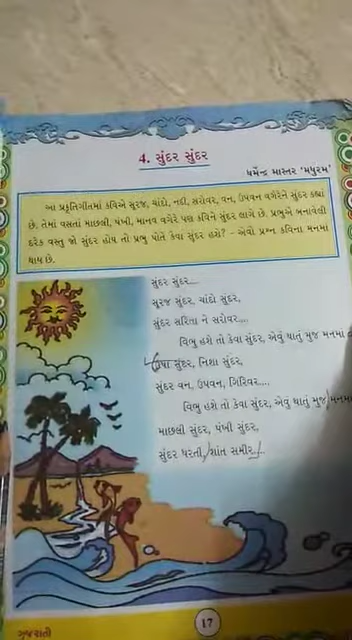 4. સુંદર સુંદર
ધર્મેન્દ્ર માસ્તર 'મધુરમ'
આ પ્રકૃતિગીતમાં કવિએ સૂરજ, ચાંદો, નદી, સરોવર, વન, ઉપવન વગેરેને સુંદર કહ્યાં
છે. તેમાં વસતાં માછલી, પંખી, માનવ વગેરે પણ કવિને સુંદર લાગે છે. પ્રભુએ બનાવેલી
દરેક વસ્તુ જો સુંદર હોય તો પ્રભુ પોતે કેવા સુંદર હશે? - એવો પ્રશ્ન કવિના મનમાં
થાય છે.
સુંદર સુંદર...
સૂરજ સુંદર, ચાંદો સુંદર,
સુંદર સરિતા ને સરોવર....
વિભુ હશે તો કેવા સુંદર, એવું થાતું મુજ મનમાં
ઉષા સુંદર, નિશા સુંદર,
સુંદર વન, ઉપવન, ગિરિવર....
વિભુ હશે તો કેવા સુંદર, એવું થાતું મુજ મનમાં
માછલી સુંદર, પંખી સુંદર,
સુંદર ધરતી, શાંત સમીર....
ગુજરાતી
17